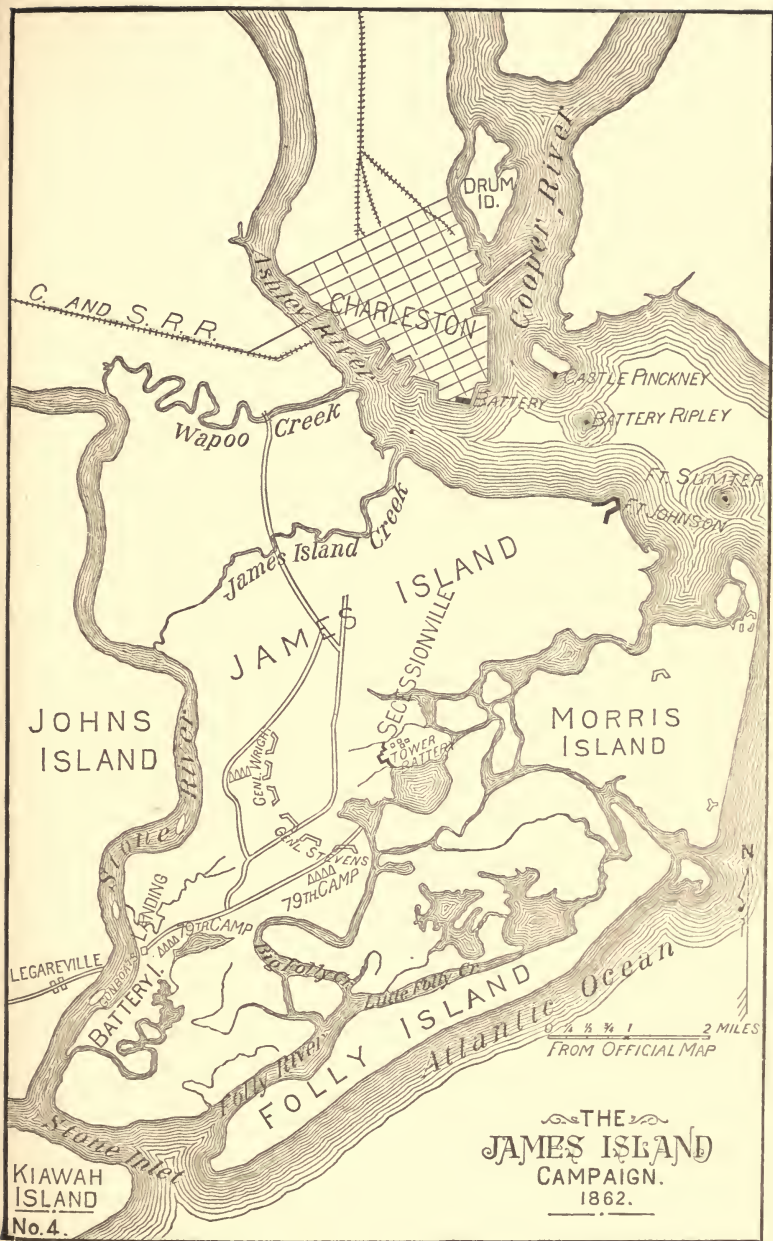 DRUM
ID.
Cooper River
Ashley River
CHARLESTON
C. AND S. R. R.
CASTLE PINCKNEY
BATTERY
BATTERY RIPLEY
Wapoo Creek
FT. SUMTER
FT. JOHNSON
James Island Creek
JAMES ISLAND
SECESSIONVILLE
TOWER
BATTERY
JOHNS
ISLAND
MORRIS
ISLAND
GENL. WRIGHT
Stone River
GENL STEVENS
79TH CAMP
LANDING
79TH CAMP
LEGAREVILLE
BATTERY I.
Big Folly Cr.
Little Folly Cr.
N
FOLLY ISLAND
Folly River
Atlantic Ocean
0 ¼ ½ ¾ 1 2 MILES
FROM OFFICIAL MAP
Stone Inlet
THE
JAMES ISLAND
CAMPAIGN.
1862.
KIAWAH
ISLAND
No. 4.